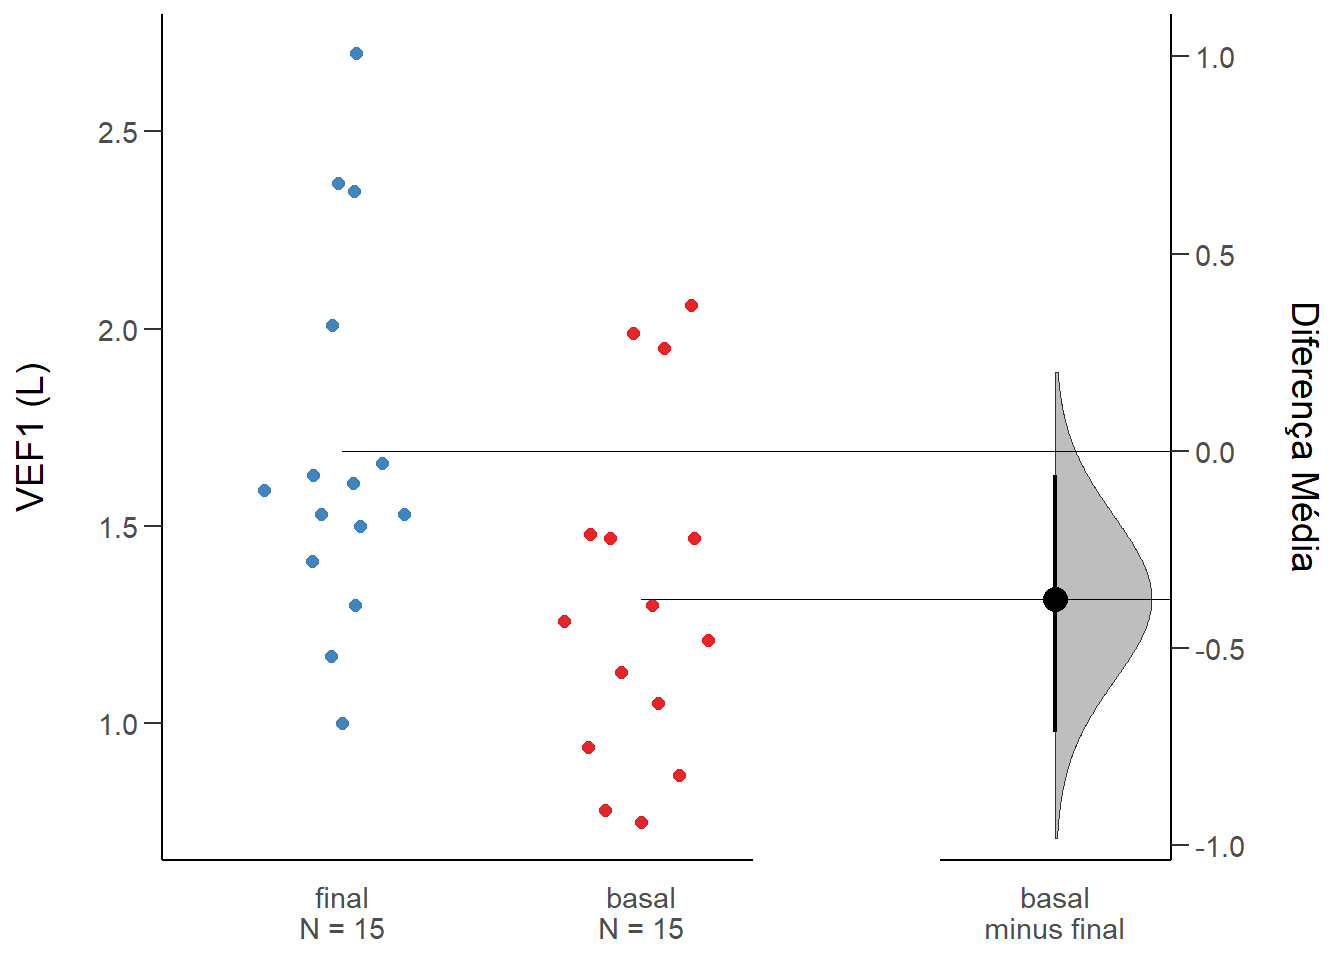 VEF1 (L)
2.5
2.0
1.5
1.0
final
N = 15
basal
N = 15
basal
minus final
1.0
0.5
0.0
-0.5
-1.0
Diferença Média